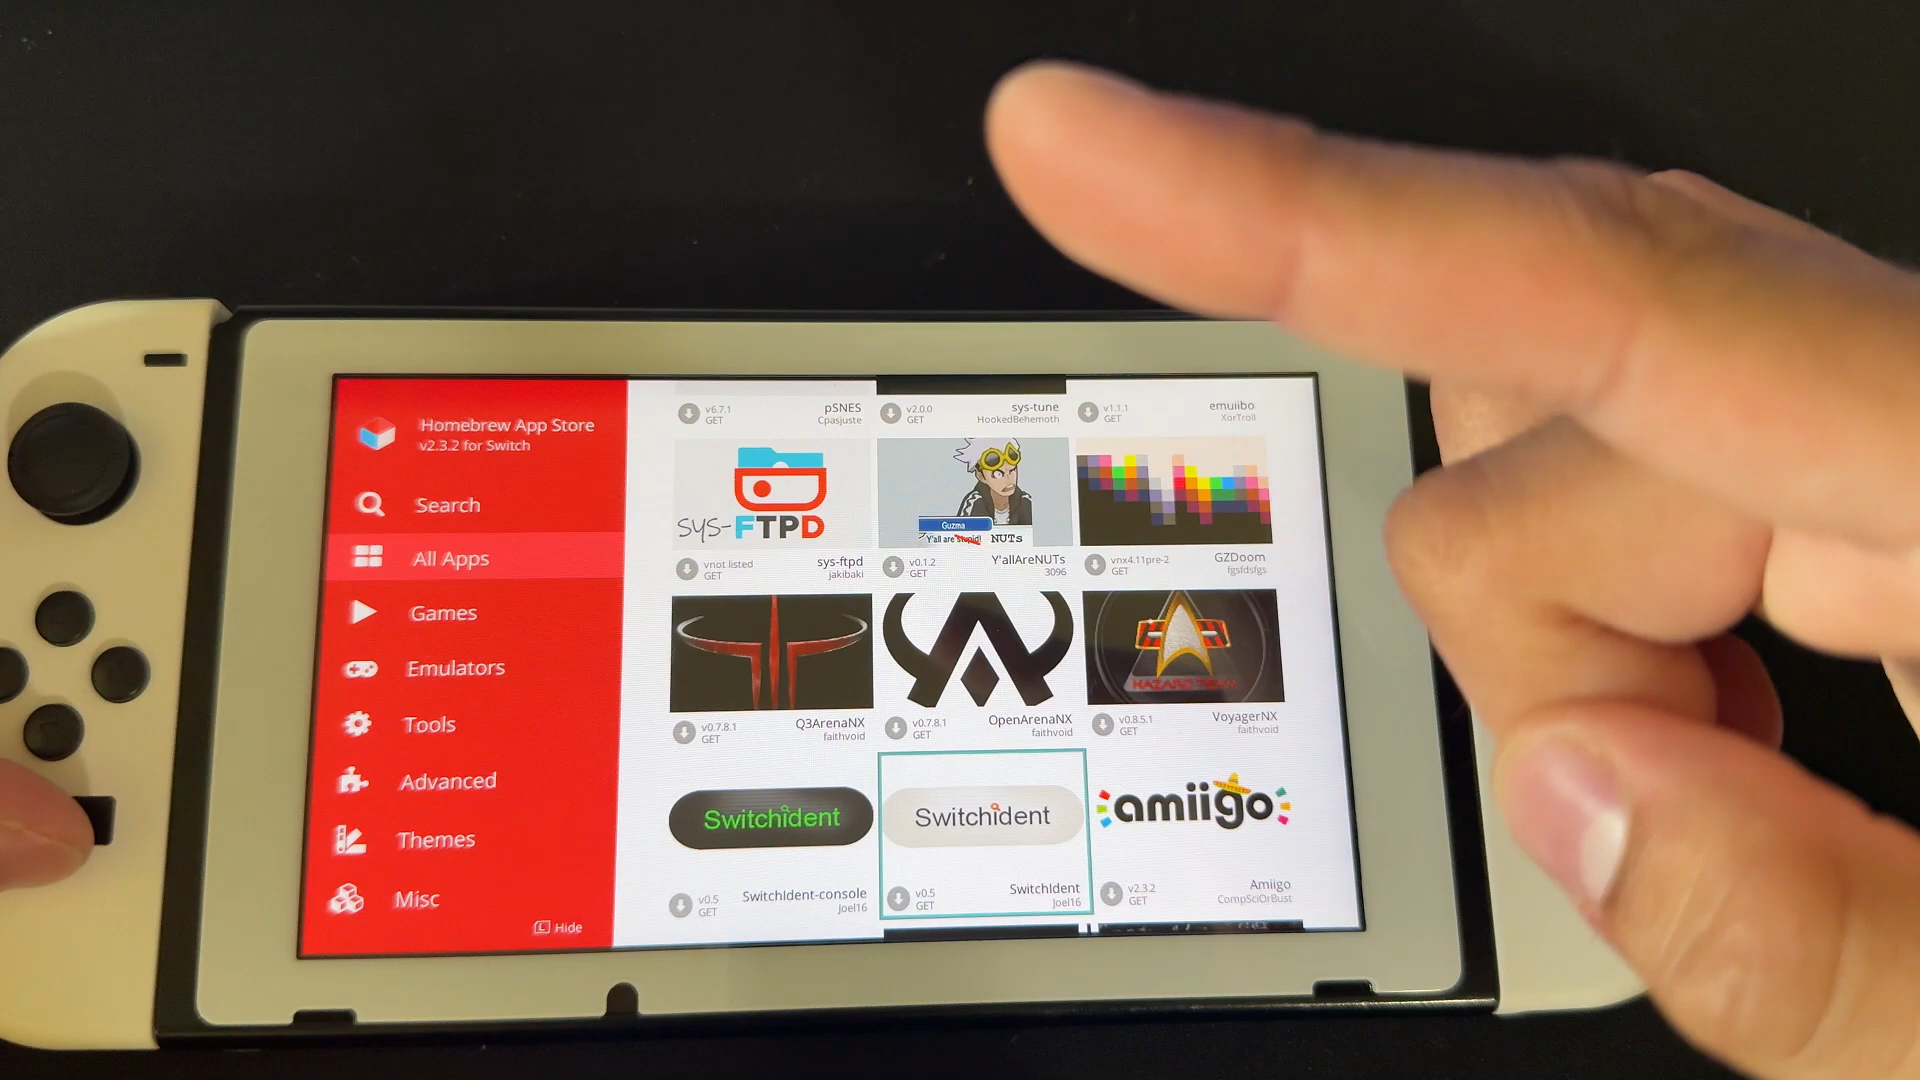 Homebrew App Store
v2.3.2 for Switch
Search
All Apps
Games
Emulators
Tools
Advanced
Themes
Misc
L Hide
v6.7.1
GET
pSNES
Cpasjuste
v2.0.0
GET
sys-tune
HookedBehemoth
v1.1.1
GET
emuiibo
XorTroll
SYS-FTPD
vnot listed
GET
sys-ftpd
jakibaki
Guzma
Y'all are stupid! NUTs
v0.1.2
GET
Y'allAreNUTs
3096
vnx4.11pre-2
GET
GZDoom
fgsfdsfgs
v0.7.8.1
GET
Q3ArenaNX
faithvoid
v0.7.8.1
GET
OpenArenaNX
faithvoid
HAZARD TEAM
v0.8.5.1
GET
VoyagerNX
faithvoid
Switchident
v0.5
GET
SwitchIdent-console
Joel16
Switchident
v0.5
GET
SwitchIdent
Joel16
amiigo
v2.3.2
GET
Amiigo
CompSciOrBust